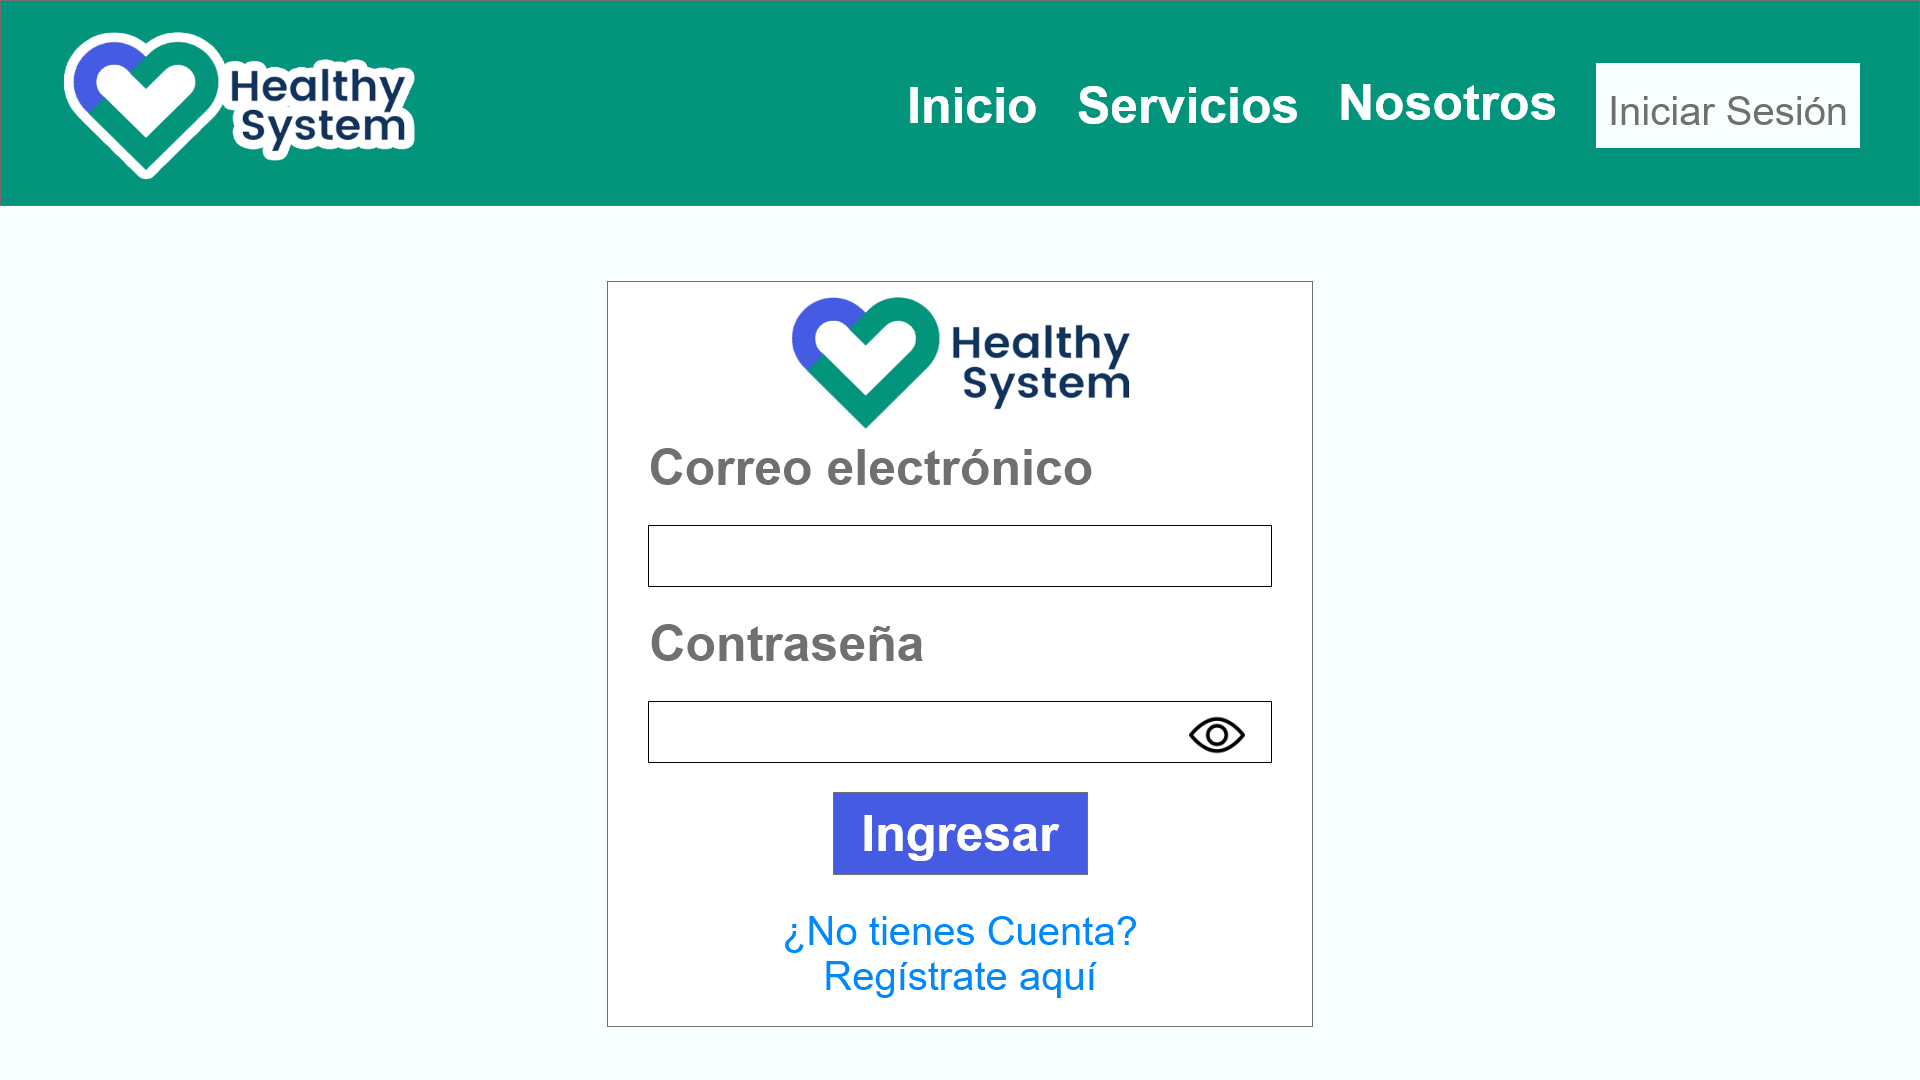 Healthy
System
Inicio Servicios Nosotros Iniciar Sesión
Healthy
System
Correo electrónico
Contraseña
Ingresar
¿No tienes Cuenta?
Regístrate aquí